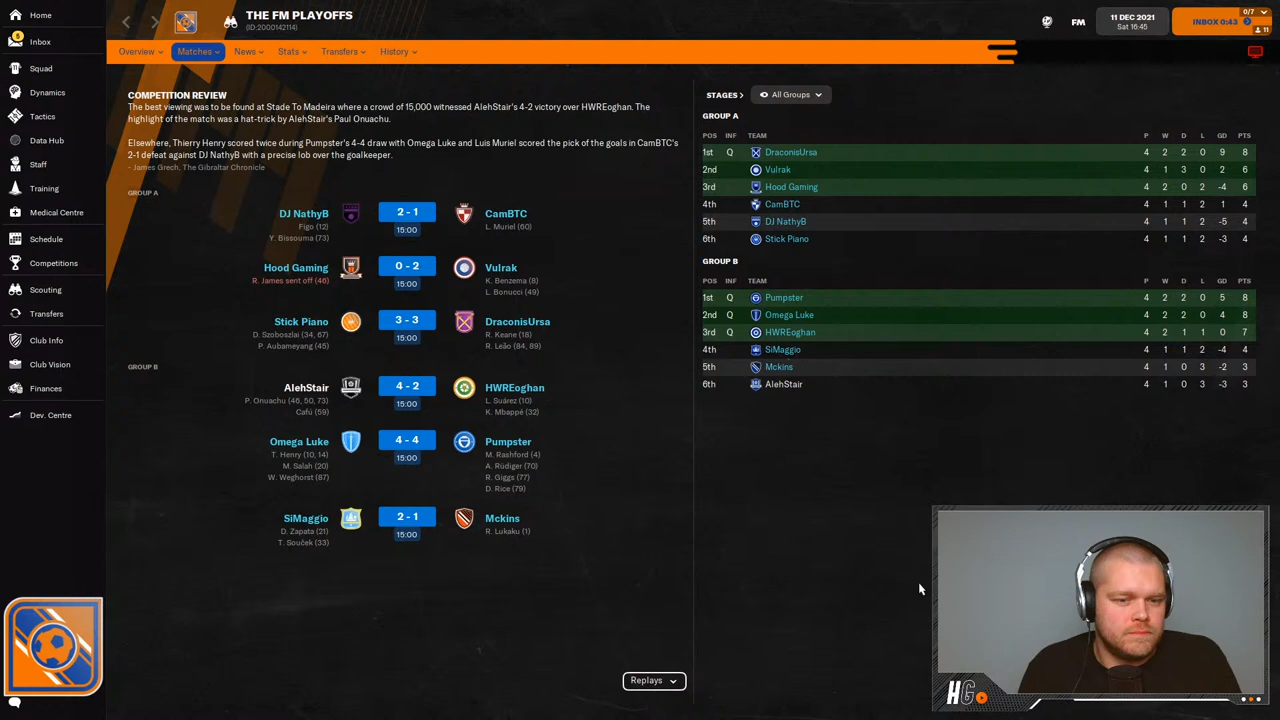 Home
THE FM PLAYOFFS
(ID:2000142114)
FM
11 DEC 2021
Sat 16:45
INBOX 0:43
0/7
11
5
Inbox
Squad
Dynamics
Tactics
Data Hub
Staff
Training
Medical Centre
Schedule
Competitions
Scouting
Transfers
Club Info
Club Vision
Finances
Dev. Centre
Overview
Matches
News
Stats
Transfers
History
COMPETITION REVIEW
The best viewing was to be found at Stade To Madeira where a crowd of 15,000 witnessed AlehStair's 4-2 victory over HWREoghan. The
highlight of the match was a hat-trick by AlehStair's Paul Onuachu.
Elsewhere, Thierry Henry scored twice during Pumpster's 4-4 draw with Omega Luke and Luis Muriel scored the pick of the goals in CamBTC's
2-1 defeat against DJ NathyB with a precise lob over the goalkeeper.
- James Grech, The Gibraltar Chronicle
GROUP A
DJ NathyB 2 - 1 CamBTC
Figo (12) 15:00 L. Muriel (60)
Y. Bissouma (73)
Hood Gaming 0 - 2 Vulrak
R. James sent off (46) 15:00 K. Benzema (8)
L. Bonucci (49)
Stick Piano 3 - 3 DraconisUrsa
D. Szoboszlai (34, 67) 15:00 R. Keane (18)
P. Aubameyang (45) R. Leão (84, 89)
GROUP B
AlehStair 4 - 2 HWREoghan
P. Onuachu (46, 50, 73) 15:00 L. Suárez (10)
Cafú (59) K. Mbappé (32)
Omega Luke 4 - 4 Pumpster
T. Henry (10, 14) 15:00 M. Rashford (4)
M. Salah (20) A. Rüdiger (70)
W. Weghorst (87) R. Giggs (77)
D. Rice (79)
SiMaggio 2 - 1 Mckins
D. Zapata (21) 15:00 R. Lukaku (1)
T. Souček (33)
Replays
STAGES All Groups
GROUP A
POS INF TEAM P W D L GD PTS
1st Q DraconisUrsa 4 2 2 0 9 8
2nd Vulrak 4 1 3 0 2 6
3rd Hood Gaming 4 2 0 2 -4 6
4th CamBTC 4 1 1 2 1 4
5th DJ NathyB 4 1 1 2 -5 4
6th Stick Piano 4 1 1 2 -3 4
GROUP B
POS INF TEAM P W D L GD PTS
1st Q Pumpster 4 2 2 0 5 8
2nd Q Omega Luke 4 2 2 0 4 8
3rd Q HWREoghan 4 2 1 1 0 7
4th SiMaggio 4 1 1 2 -4 4
5th Mckins 4 1 0 3 -2 3
6th AlehStair 4 1 0 3 -3 3
HG